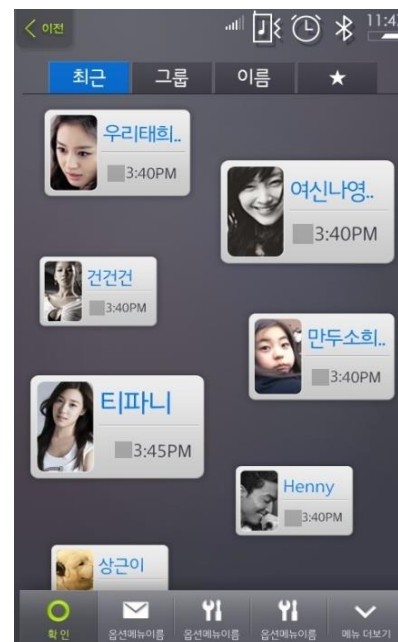 이전
11:4
최근 그룹 이름 ★
우리태희..
3:40PM
여신나영..
3:40PM
건건건
3:40PM
만두소희..
3:40PM
티파니
3:45PM
Henny
3:40PM
상근이
확인 옵션메뉴이름 옵션메뉴이름 옵션메뉴이름 메뉴 더보기